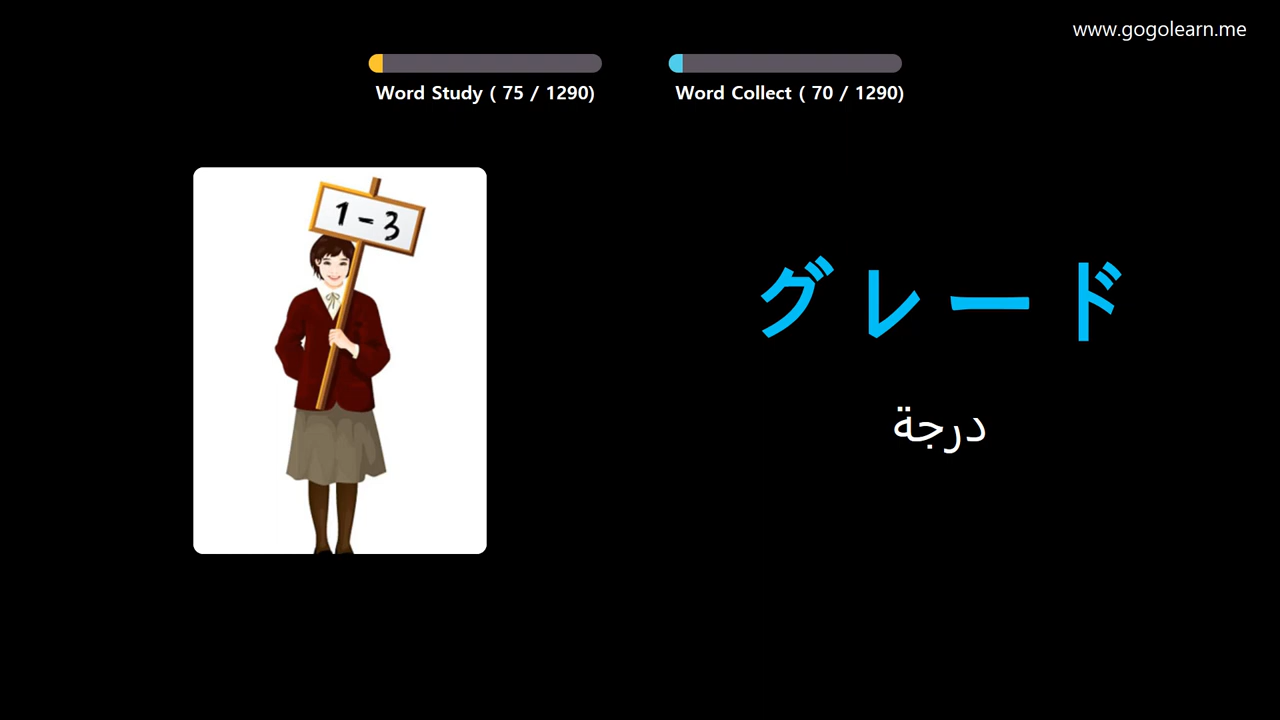 www.gogolearn.me
Word Study ( 75 / 1290)
Word Collect ( 70 / 1290)
1 - 3
グレード
درجة